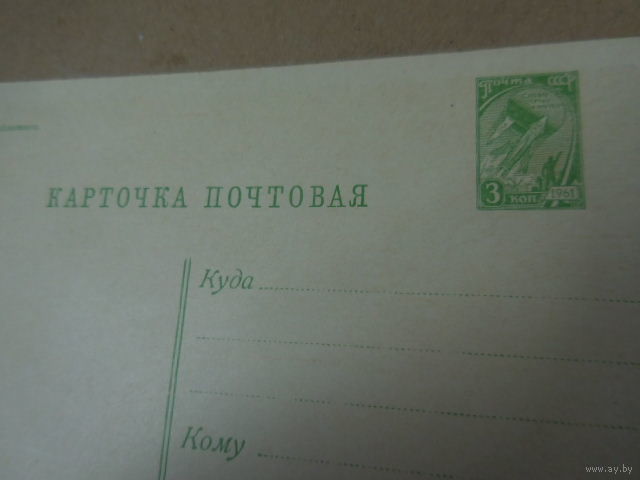 ПОЧТА СССР
3 КОП. 1961
КАРТОЧКА ПОЧТОВАЯ
Куда
Кому
www.ay.by